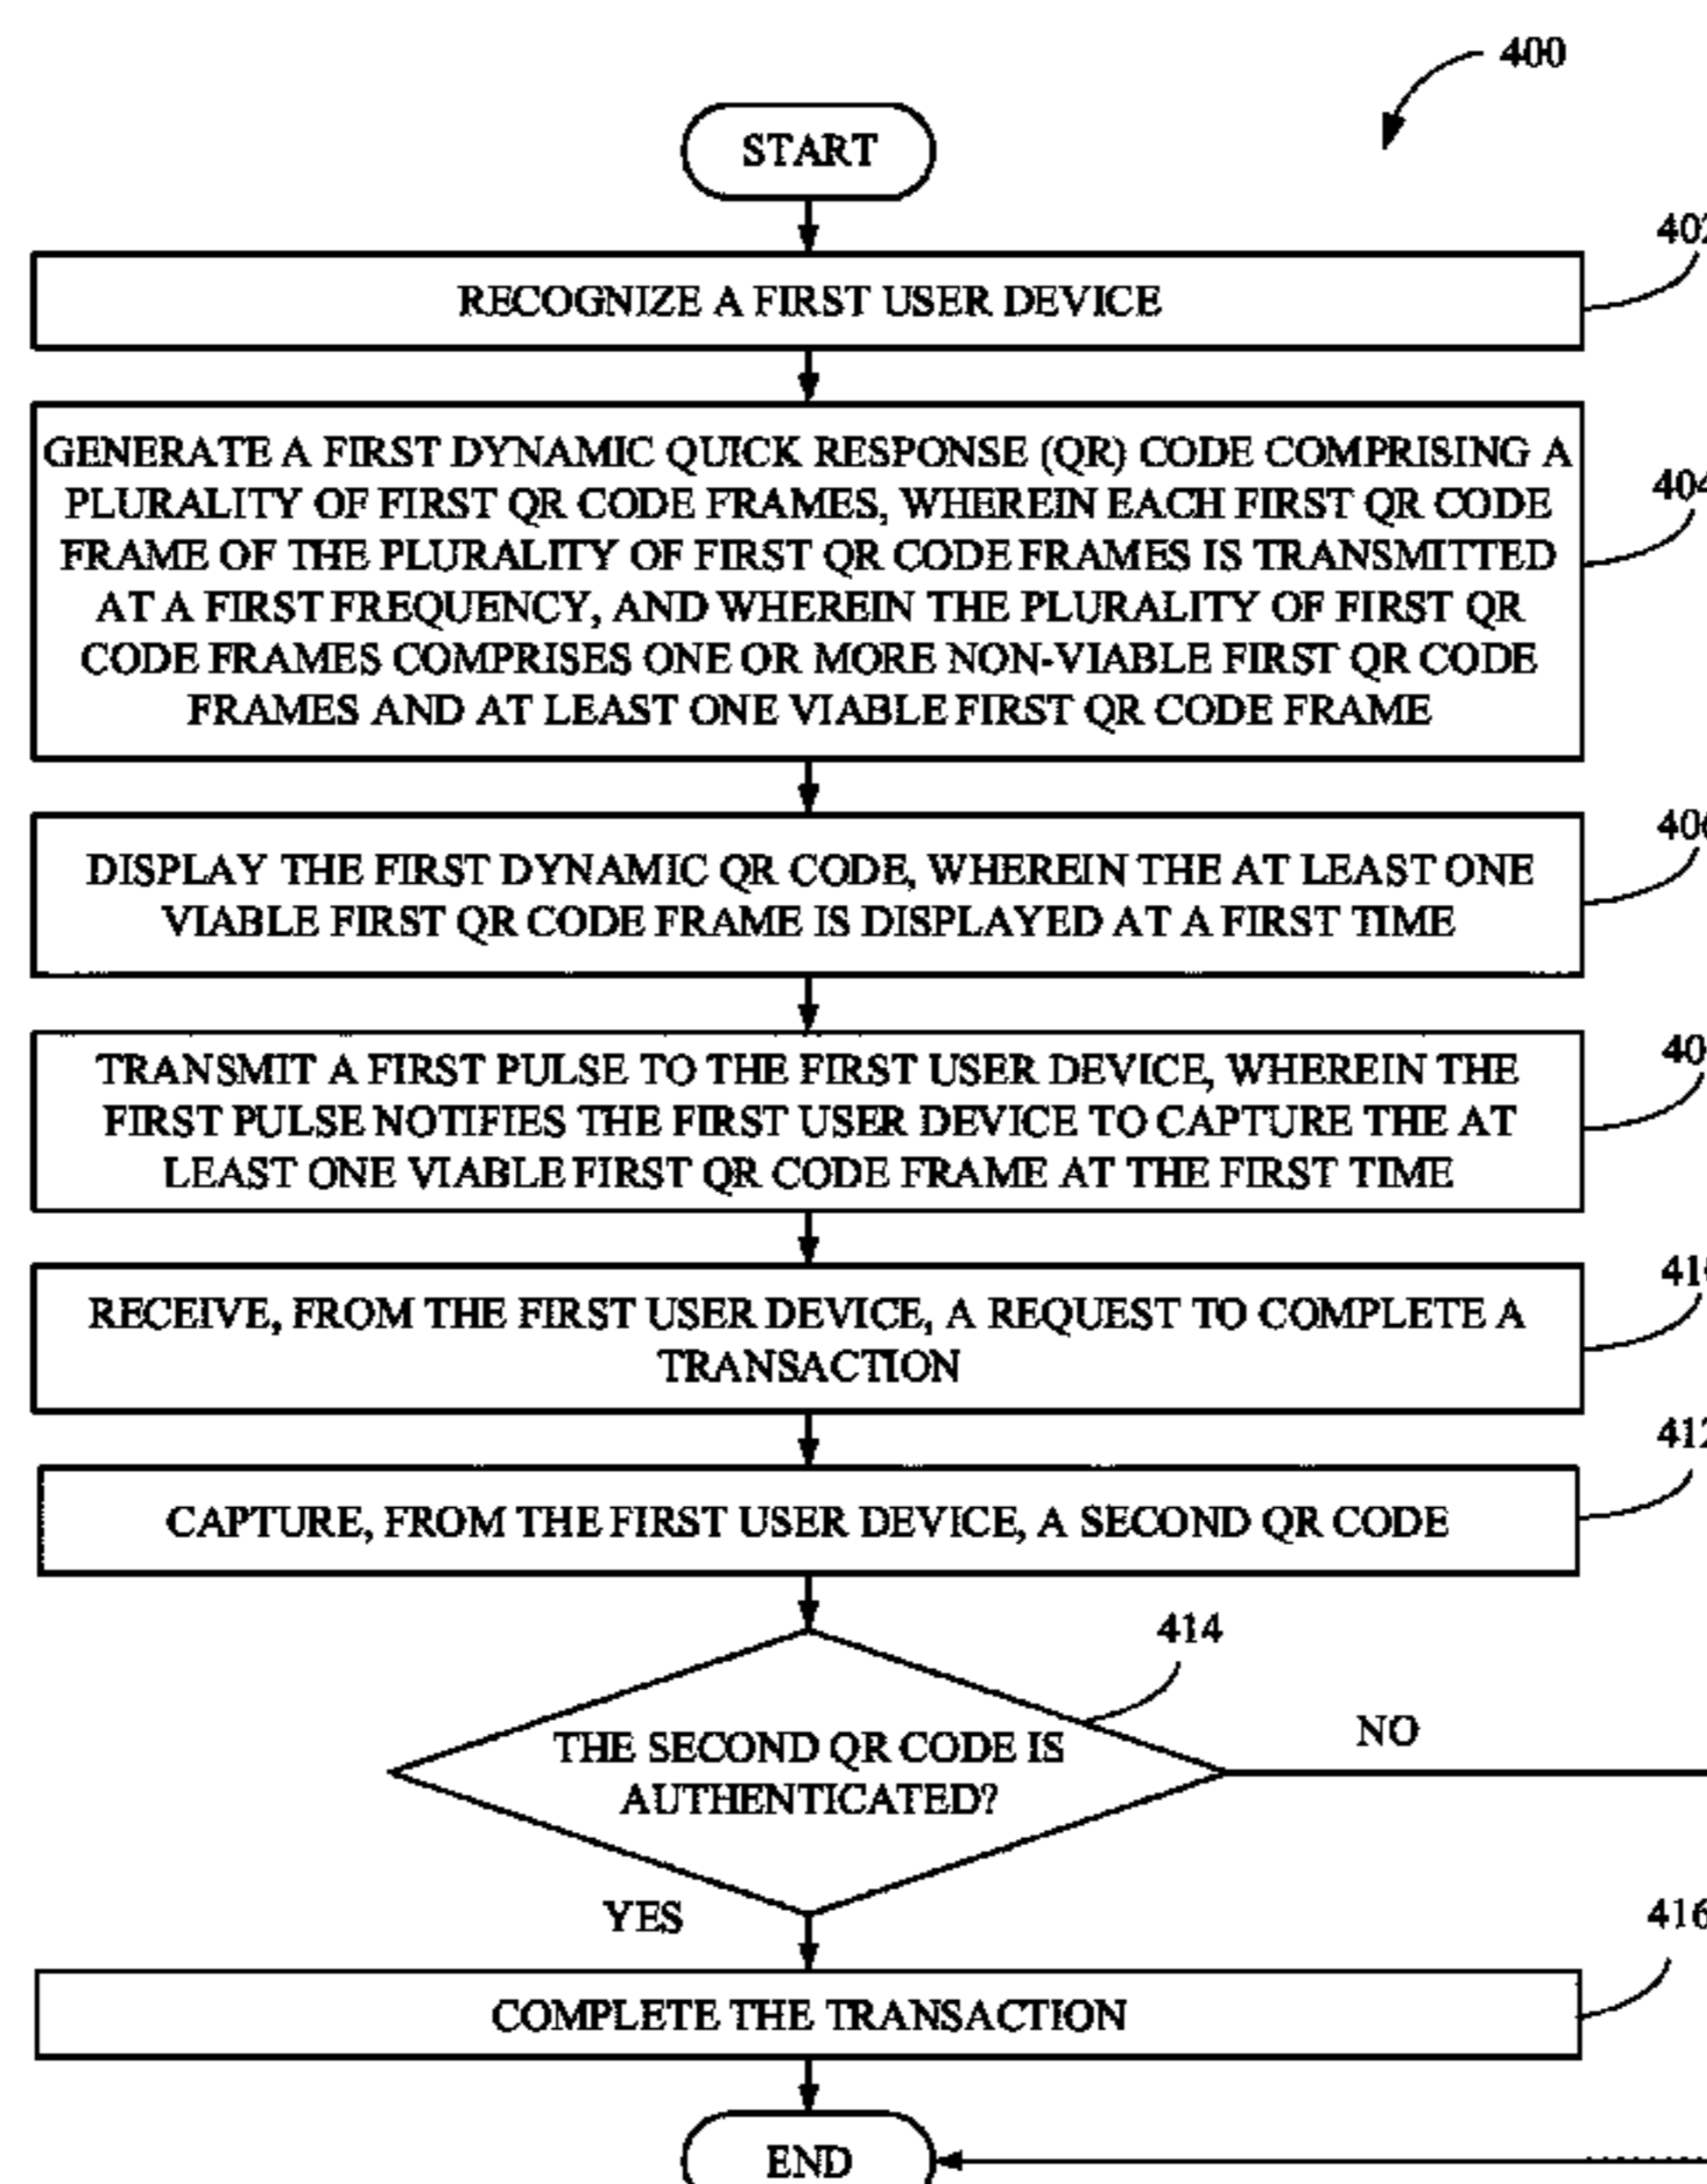 400
START
402
RECOGNIZE A FIRST USER DEVICE
GENERATE A FIRST DYNAMIC QUICK RESPONSE (QR) CODE COMPRISING A
PLURALITY OF FIRST QR CODE FRAMES, WHEREIN EACH FIRST QR CODE
404
FRAME OF THE PLURALITY OF FIRST QR CODE FRAMES IS TRANSMITTED
AT A FIRST FREQUENCY, AND WHEREIN THE PLURALITY OF FIRST QR
CODE FRAMES COMPRISES ONE OR MORE NON-VIABLE FIRST QR CODE
FRAMES AND AT LEAST ONE VIABLE FIRST QR CODE FRAME
406
DISPLAY THE FIRST DYNAMIC QR CODE, WHEREIN THE AT LEAST ONE
VIABLE FIRST QR CODE FRAME IS DISPLAYED AT A FIRST TIME
TRANSMIT A FIRST PULSE TO THE FIRST USER DEVICE, WHEREIN THE
FIRST PULSE NOTIFIES THE FIRST USER DEVICE TO CAPTURE THE AT
LEAST ONE VIABLE FIRST QR CODE FRAME AT THE FIRST TIME
410
RECEIVE, FROM THE FIRST USER DEVICE, A REQUEST TO COMPLETE A
TRANSACTION
412
CAPTURE, FROM THE FIRST USER DEVICE, A SECOND QR CODE
414
NO
THE SECOND QR CODE IS
AUTHENTICATED?
YES
416
COMPLETE THE TRANSACTION
END